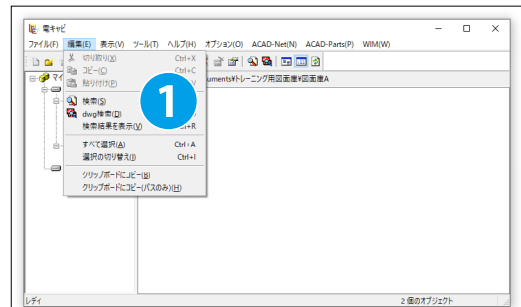 電キャビ
ファイル(F) 編集(E) 表示(V) ツール(T) ヘルプ(H) オプション(O) ACAD-Net(N) ACAD-Parts(P) WIM(W)
切り取り(X) Ctrl+X
コピー(C) Ctrl+C
貼り付け(P)
uments¥トレーニング用図面庫¥図面庫A
マイ
検索(S)
dwg検索(D)
検索結果を表示(V) Ctrl+R
すべて選択(A) Ctrl+A
選択の切り替え(I) Ctrl+I
クリップボードにコピー(B)
クリップボードにコピー(パスのみ)(H)
1
レディ 2 個のオブジェクト